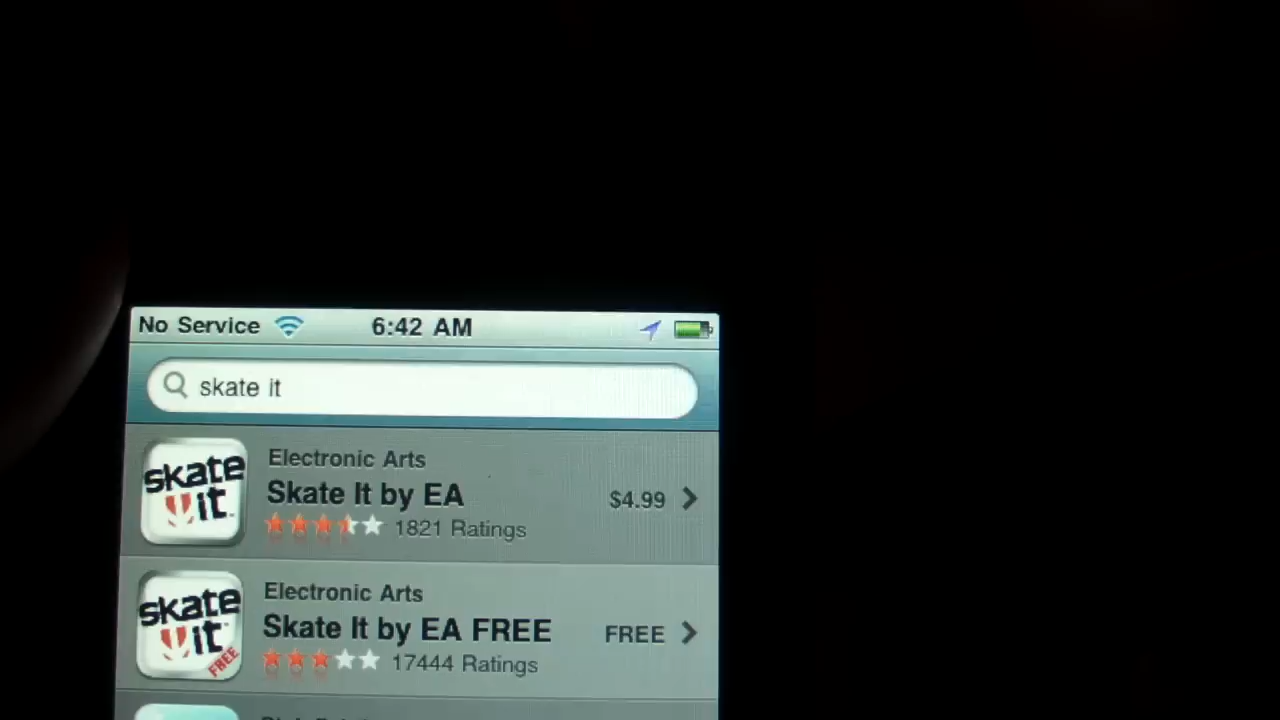 No Service 6:42 AM
skate it
skate
it
Electronic Arts
Skate It by EA
1821 Ratings
$4.99
skate
it
FREE
Electronic Arts
Skate It by EA FREE
17444 Ratings
FREE